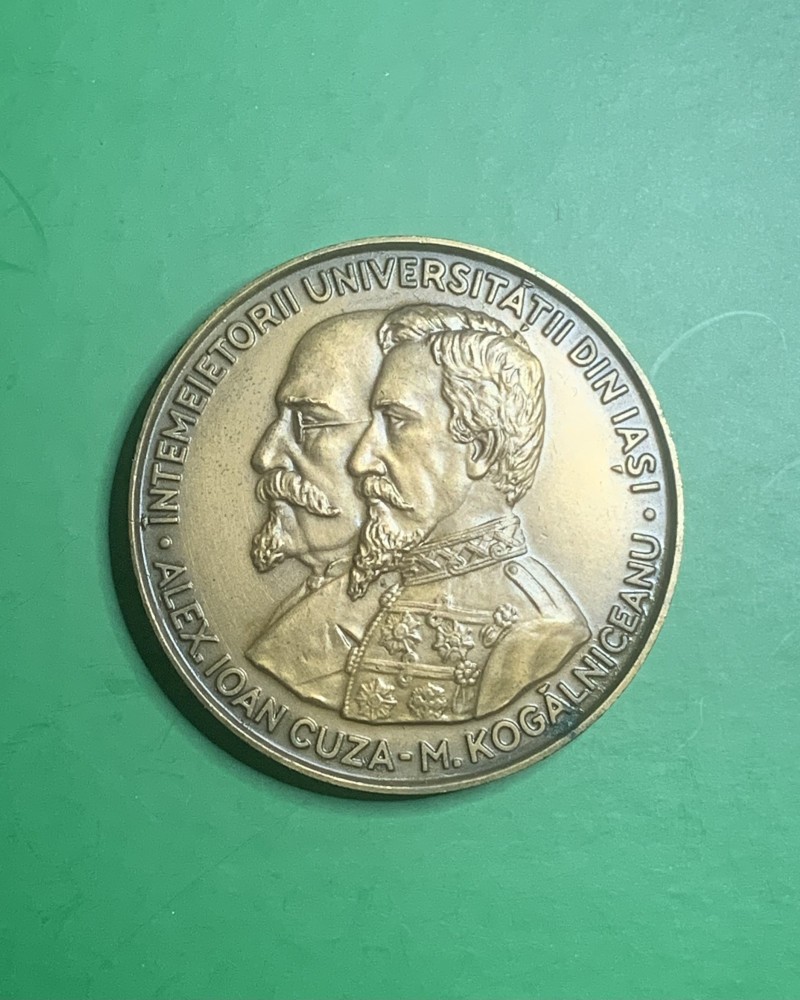 ÎNTEMEIETORII UNIVERSITĂȚII DIN IAȘI
ALEX. IOAN CUZA - M. KOGĂLNICEANU